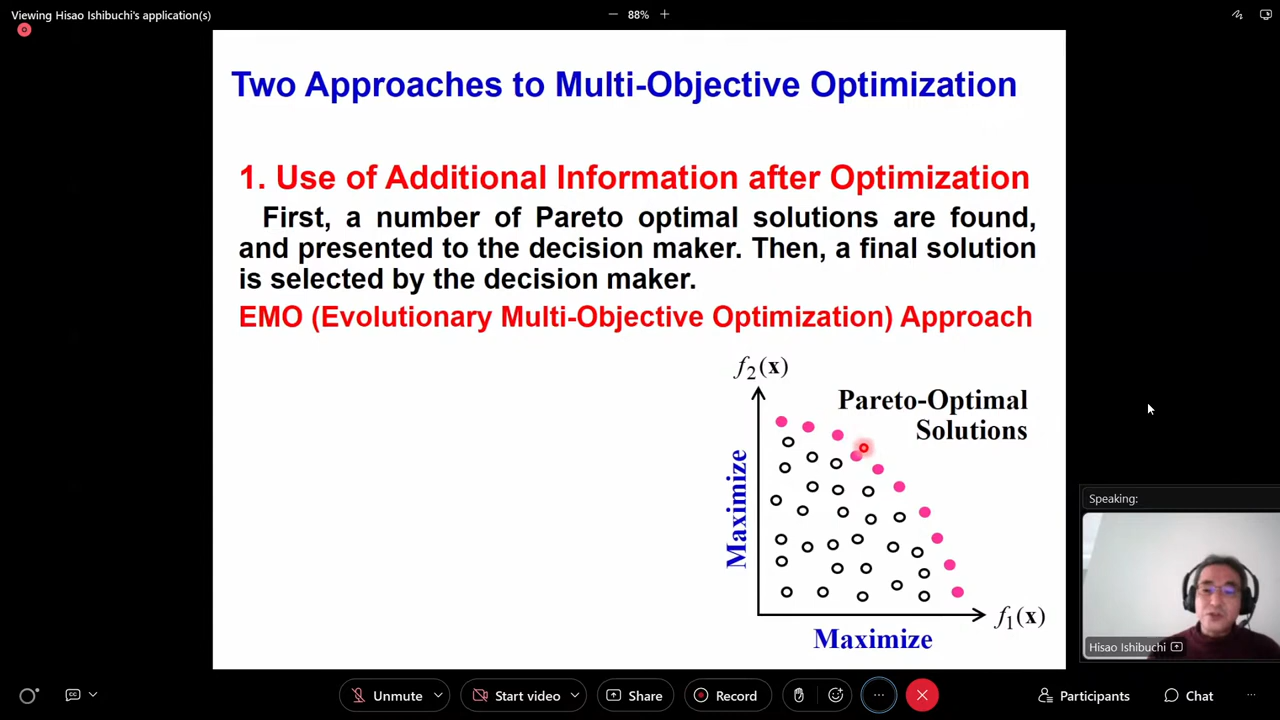 Viewing Hisao Ishibuchi's application(s)
88%
Two Approaches to Multi-Objective Optimization
1. Use of Additional Information after Optimization
First, a number of Pareto optimal solutions are found,
and presented to the decision maker. Then, a final solution
is selected by the decision maker.
EMO (Evolutionary Multi-Objective Optimization) Approach
f2(x)
Pareto-Optimal
Solutions
Maximize
f1(x)
Maximize
Speaking:
Hisao Ishibuchi
CC
Unmute
Start video
Share
Record
Participants
Chat